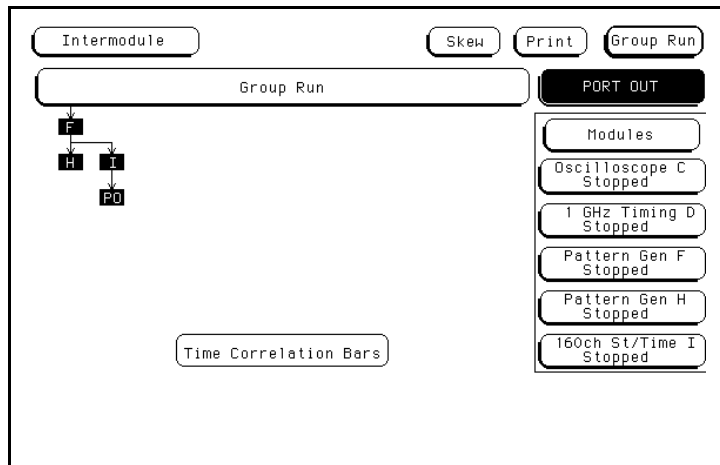 Intermodule
Skew
Print
Group Run
Group Run
PORT OUT
F
H
I
PO
Modules
Oscilloscope C
Stopped
1 GHz Timing D
Stopped
Pattern Gen F
Stopped
Pattern Gen H
Stopped
160ch St/Time I
Stopped
Time Correlation Bars